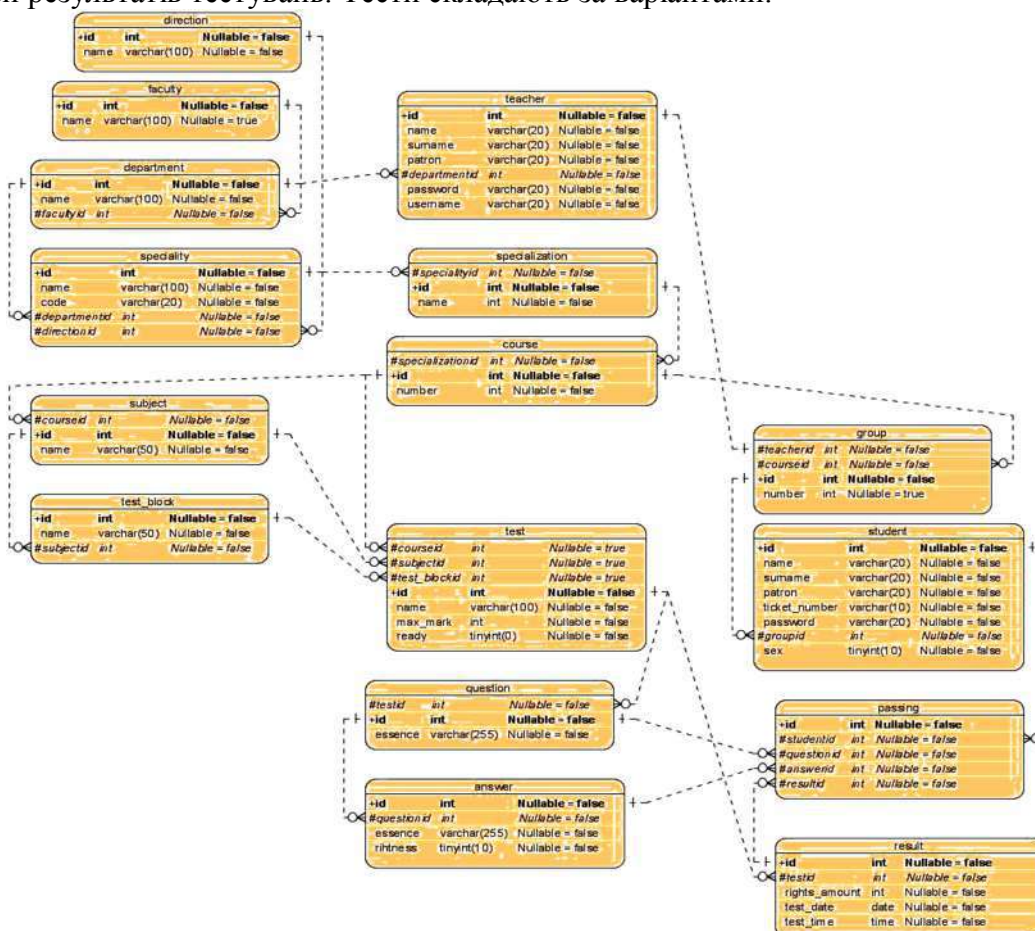 результатів тестувань. Тести складають за варіантами.
direction
+id int Nullable = false
name varchar(100) Nullable = false
faculty
+id int Nullable = false
name varchar(100) Nullable = true
department
+id int Nullable = false
name varchar(100) Nullable = false
#facultyid int Nullable = false
speciality
+id int Nullable = false
name varchar(100) Nullable = false
code varchar(20) Nullable = false
#departmentid int Nullable = false
#directionid int Nullable = false
teacher
+id int Nullable = false
name varchar(20) Nullable = false
surname varchar(20) Nullable = false
patron varchar(20) Nullable = false
#departmentid int Nullable = false
password varchar(20) Nullable = false
username varchar(20) Nullable = false
specialization
#specialityid int Nullable = false
+id int Nullable = false
name int Nullable = false
course
#specializationid int Nullable = false
+id int Nullable = false
number int Nullable = false
subject
#courseid int Nullable = false
+id int Nullable = false
name varchar(50) Nullable = false
test_block
+id int Nullable = false
name varchar(50) Nullable = false
#subjectid int Nullable = false
group
#teacherid int Nullable = false
#courseid int Nullable = false
+id int Nullable = false
number int Nullable = true
test
#courseid int Nullable = true
#subjectid int Nullable = true
#test_blockid int Nullable = true
+id int Nullable = false
name varchar(100) Nullable = false
max_mark int Nullable = false
ready tinyint(0) Nullable = false
student
+id int Nullable = false
name varchar(20) Nullable = false
surname varchar(20) Nullable = false
patron varchar(20) Nullable = false
ticket_number varchar(10) Nullable = false
password varchar(20) Nullable = false
#groupid int Nullable = false
sex tinyint(10) Nullable = false
question
#testid int Nullable = false
+id int Nullable = false
essence varchar(255) Nullable = false
answer
+id int Nullable = false
#questionid int Nullable = false
essence varchar(255) Nullable = false
rihtness tinyint(10) Nullable = false
passing
+id int Nullable = false
#studentid int Nullable = false
#questionid int Nullable = false
#answerid int Nullable = false
#resultid int Nullable = false
result
+id int Nullable = false
#testid int Nullable = false
rights_amount int Nullable = false
test_date date Nullable = false
test_time time Nullable = false